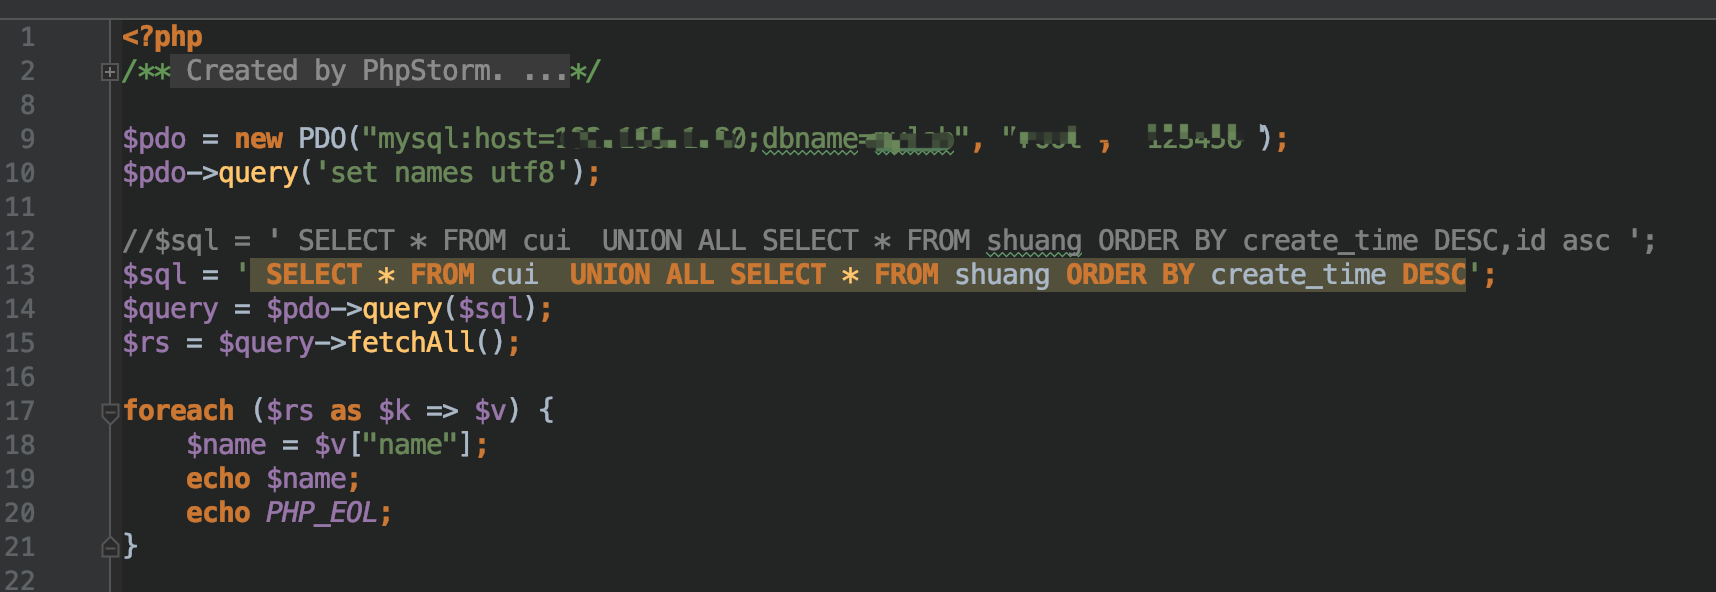 1 <?php
2 /** Created by PhpStorm. ...*/
8
9 $pdo = new PDO("mysql:host=;dbname=", " , );
10 $pdo->query('set names utf8');
11
12 //$sql = ' SELECT * FROM cui  UNION ALL SELECT * FROM shuang ORDER BY create_time DESC,id asc ';
13 $sql = ' SELECT * FROM cui  UNION ALL SELECT * FROM shuang ORDER BY create_time DESC';
14 $query = $pdo->query($sql);
15 $rs = $query->fetchAll();
16
17 foreach ($rs as $k => $v) {
18     $name = $v["name"];
19     echo $name;
20     echo PHP_EOL;
21 }
22